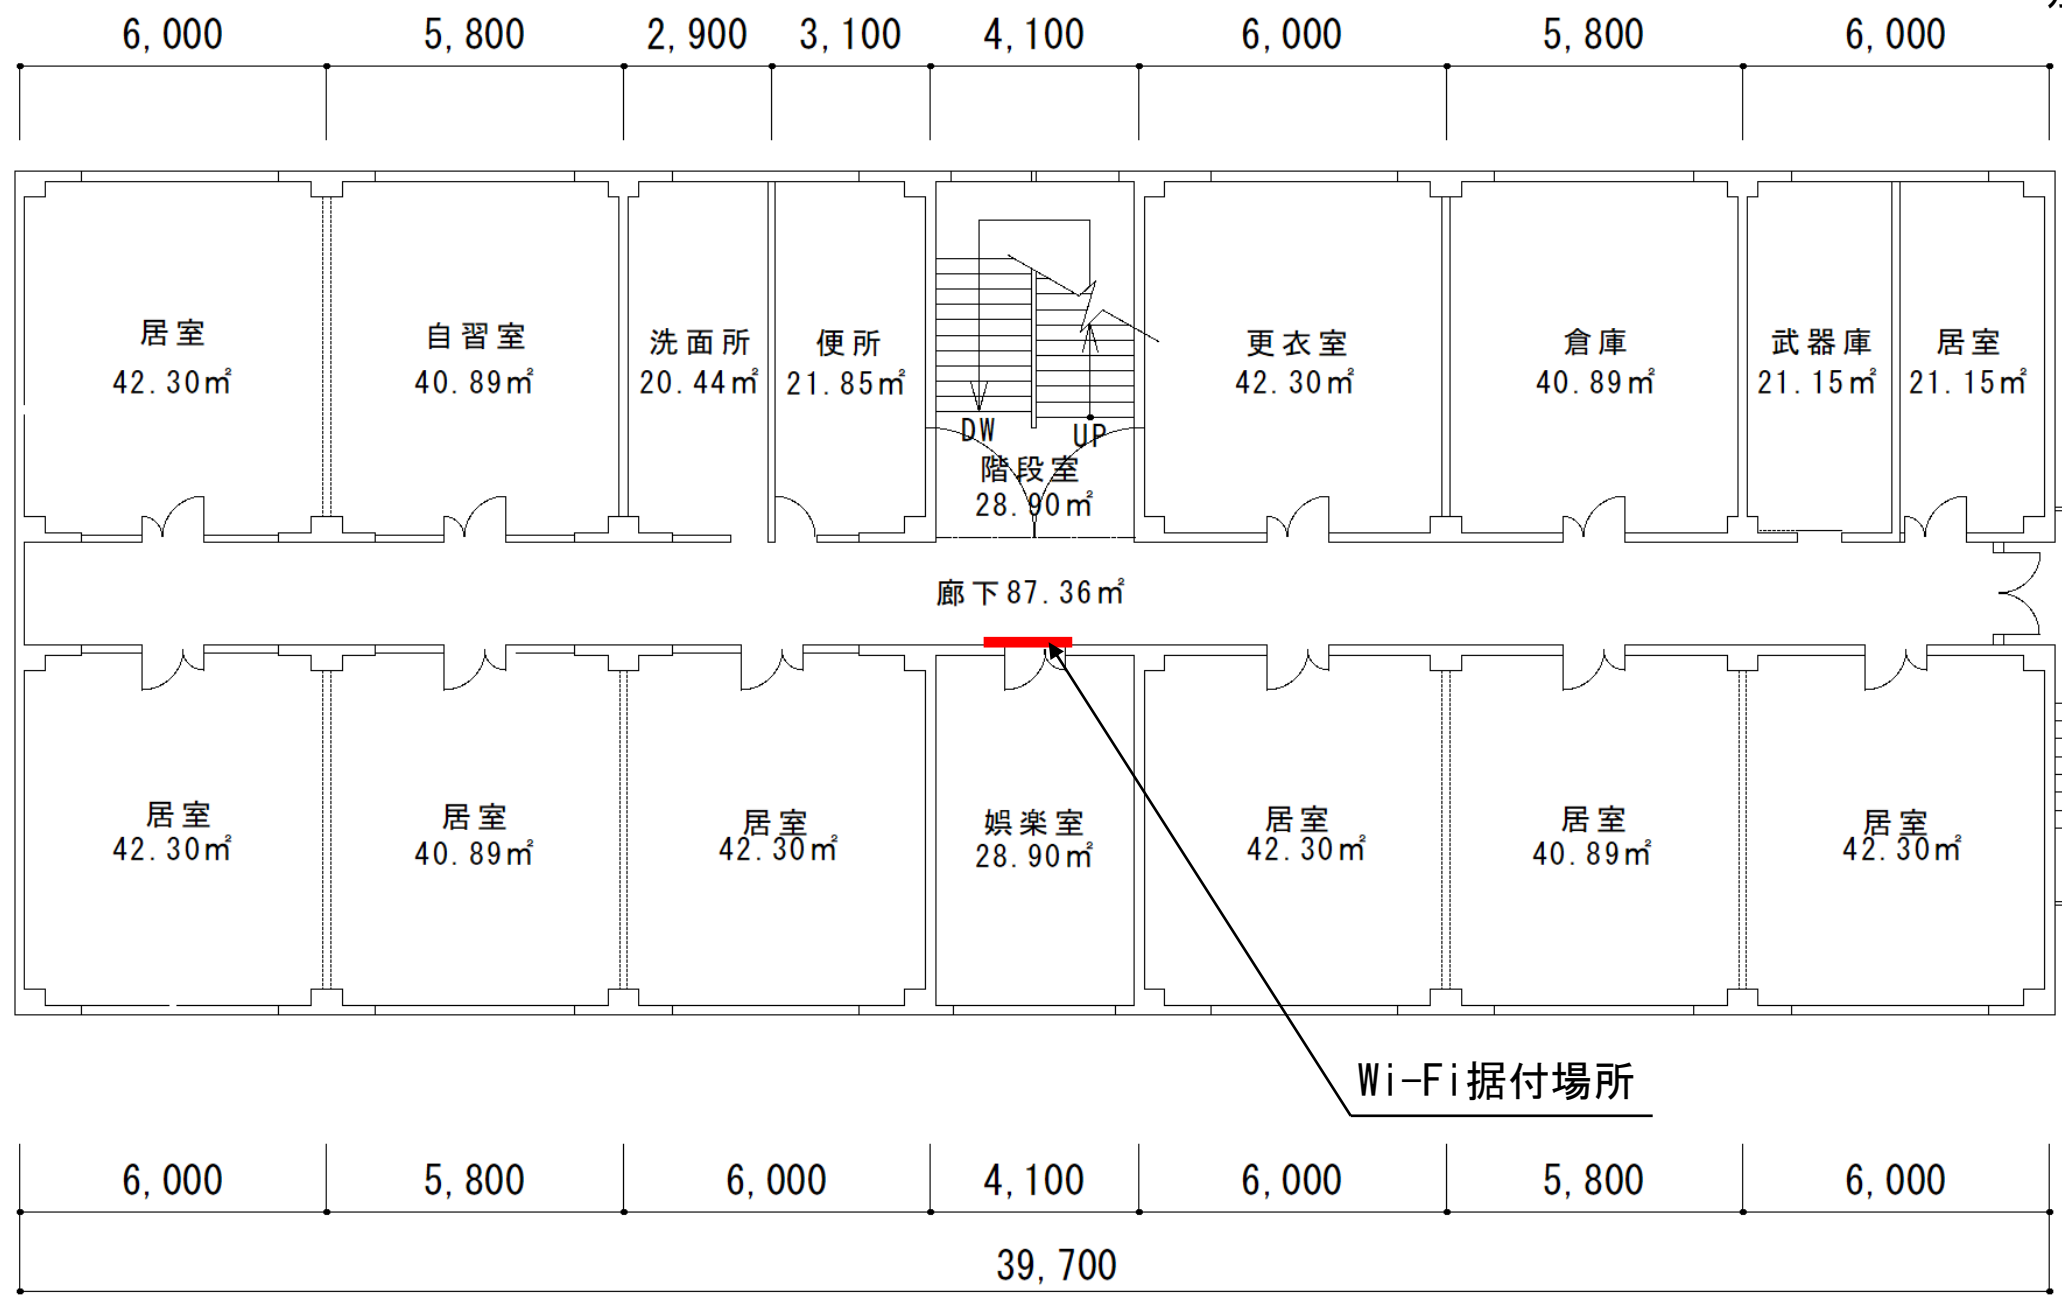 6,000 5,800 2,900 3,100 4,100 6,000 5,800 6,000
居室
42.30㎡
自習室
40.89㎡
洗面所
20.44㎡
便所
21.85㎡
DW
UP
階段室
28.90㎡
更衣室
42.30㎡
倉庫
40.89㎡
武器庫
21.15㎡
居室
21.15㎡
廊下87.36㎡
居室
42.30㎡
居室
40.89㎡
居室
42.30㎡
娯楽室
28.90㎡
居室
42.30㎡
居室
40.89㎡
居室
42.30㎡
Wi-Fi据付場所
6,000 5,800 6,000 4,100 6,000 5,800 6,000
39,700